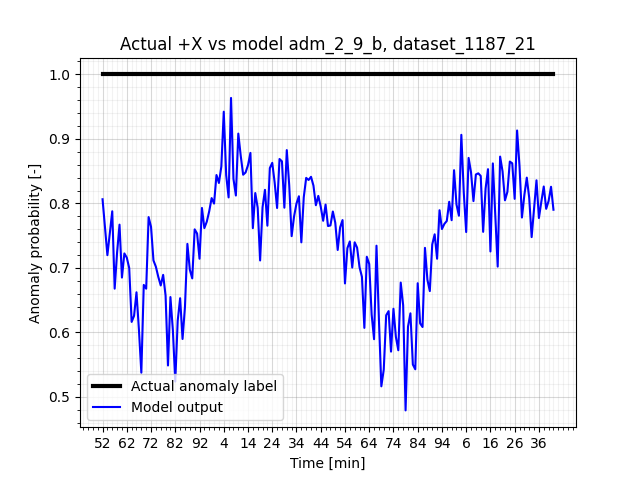 Actual +X vs model adm_2_9_b, dataset_1187_21
Anomaly probability [-]
1.0
0.9
0.8
0.7
0.6
0.5
Actual anomaly label
Model output
52 62 72 82 92 4 14 24 34 44 54 64 74 84 94 6 16 26 36
Time [min]